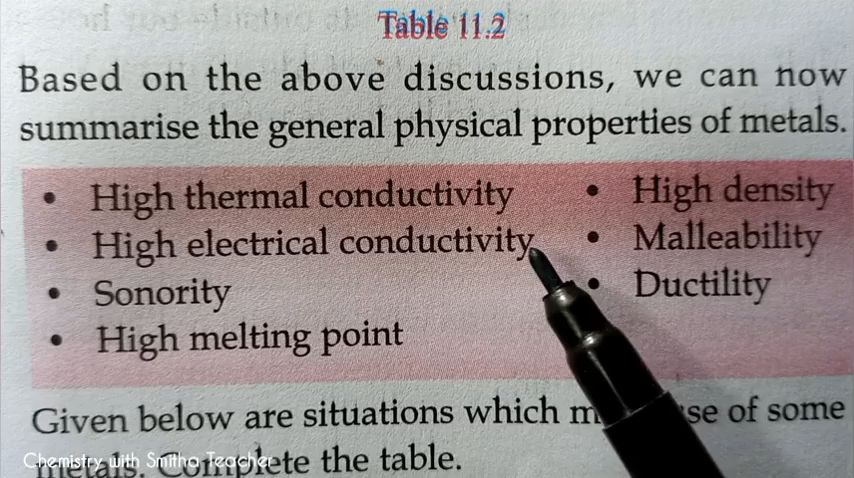 Table 11.2
Based on the above discussions, we can now
summarise the general physical properties of metals.
• High thermal conductivity
• High electrical conductivity
• Sonority
• High melting point
• High density
• Malleability
• Ductility
Given below are situations which m se of some
metals. Complete the table.
Chemistry with Smitha Teacher